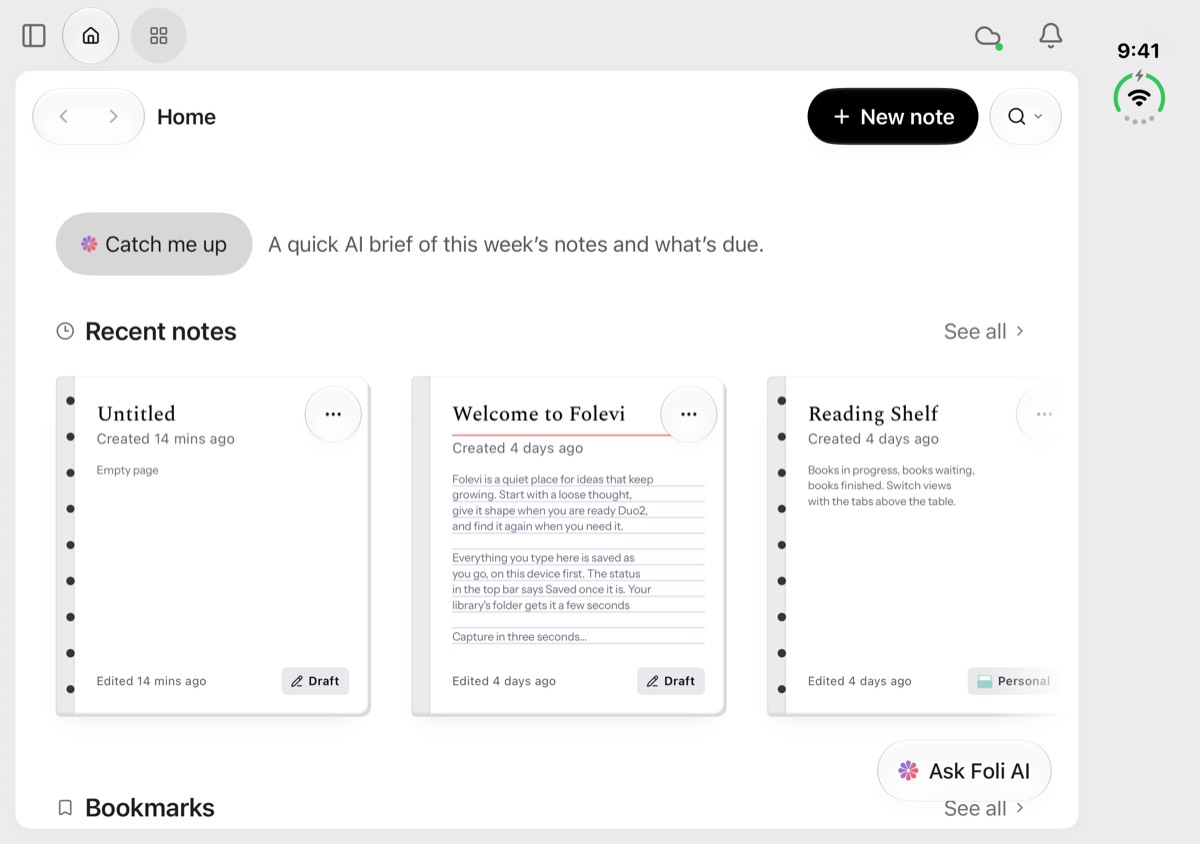 9:41
Home
New note
Catch me up
A quick AI brief of this week's notes and what's due.
Recent notes
See all
Untitled
Created 14 mins ago
Empty page
Edited 14 mins ago
Draft
Welcome to Folevi
Created 4 days ago
Folevi is a quiet place for ideas that keep
growing. Start with a loose thought,
give it shape when you are ready Duo2,
and find it again when you need it.
Everything you type here is saved as
you go, on this device first. The status
in the top bar says Saved once it is. Your
library's folder gets it a few seconds
Capture in three seconds...
Edited 4 days ago
Draft
Reading Shelf
Created 4 days ago
Books in progress, books waiting,
books finished. Switch views
with the tabs above the table.
Edited 4 days ago
Personal
Ask Foli AI
Bookmarks
See all